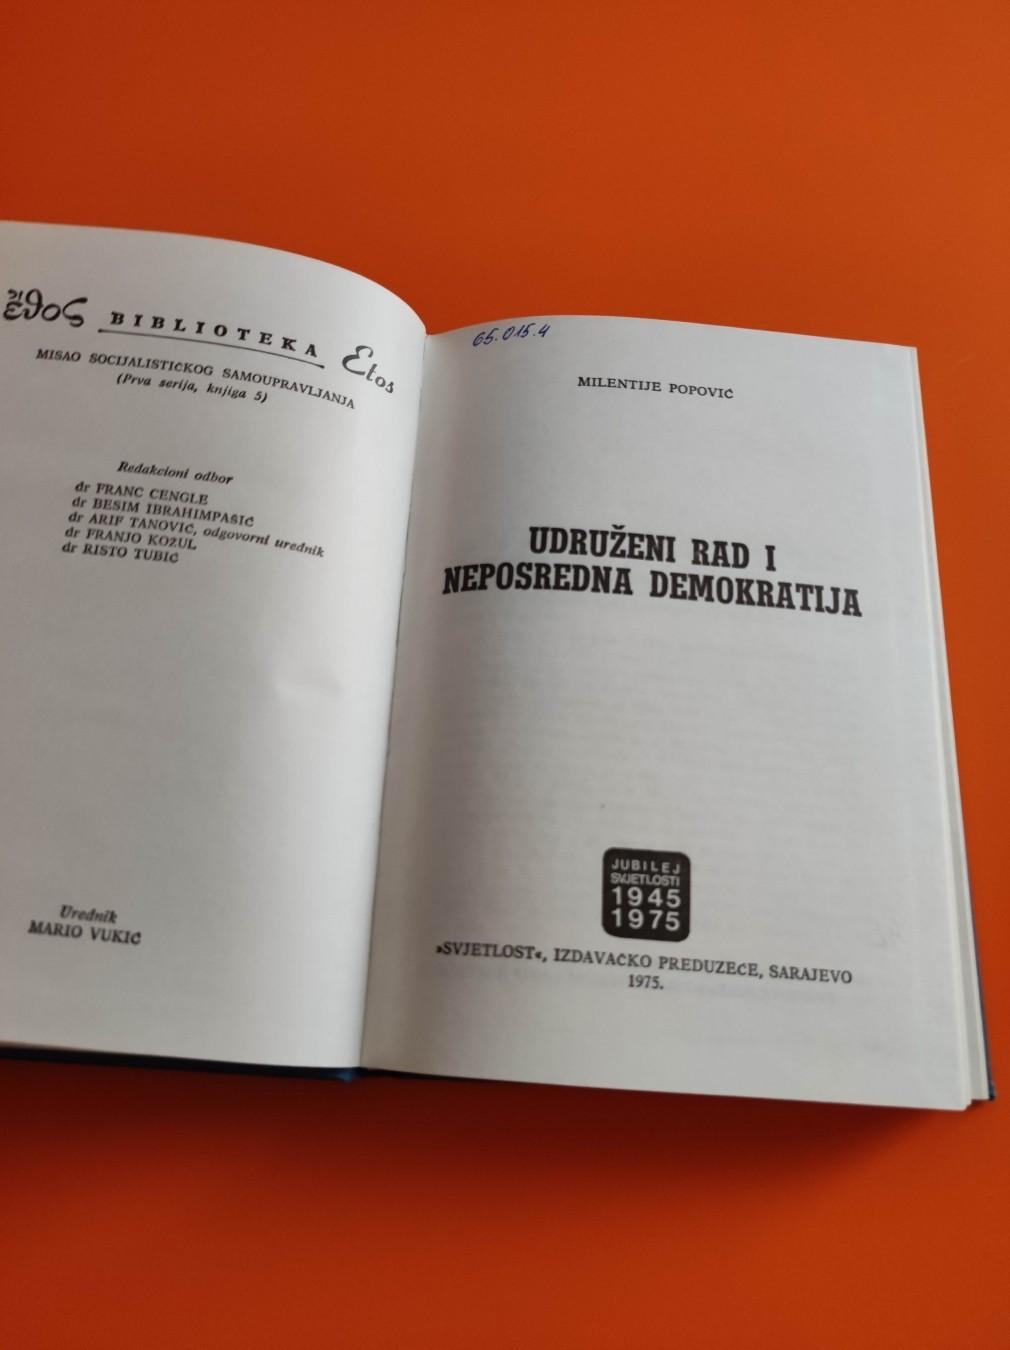 ἔθος BIBLIOTEKA Etos
MISAO SOCIJALISTIČKOG SAMOUPRAVLJANJA
(Prva serija, knjiga 5)
Redakcioni odbor
dr FRANC CENGLE
dr BESIM IBRAHIMPAŠIĆ
dr ARIF TANOVIĆ, odgovorni urednik
dr FRANJO KOŽUL
dr RISTO TUBIĆ
Urednik
MARIO VUKIĆ
65.015.4
MILENTIJE POPOVIĆ
UDRUŽENI RAD I
NEPOSREDNA DEMOKRATIJA
JUBILEJ
SVJETLOSTI
1945
1975
»SVJETLOST«, IZDAVAČKO PREDUZEĆE, SARAJEVO
1975.